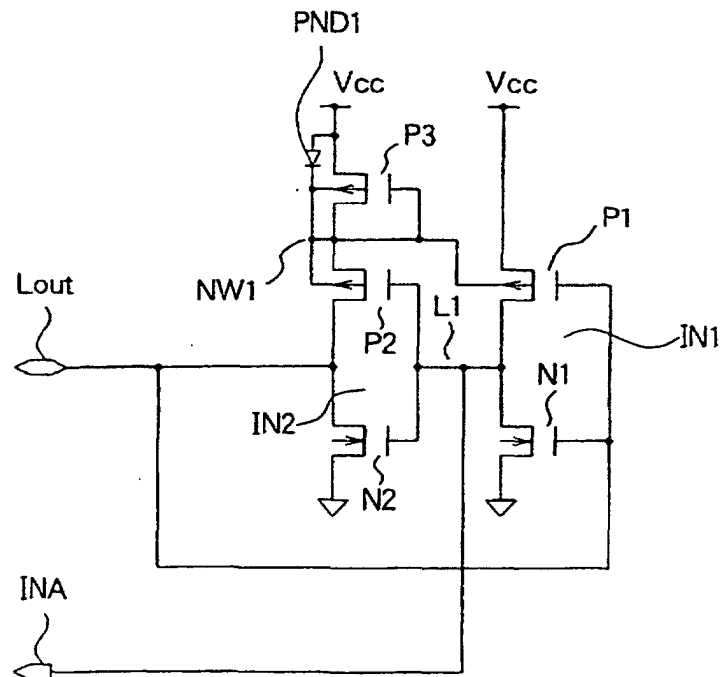 PND1
Vcc
Vcc
P3
P1
Lout
NW1
L1
P2
IN1
N1
IN2
N2
INA